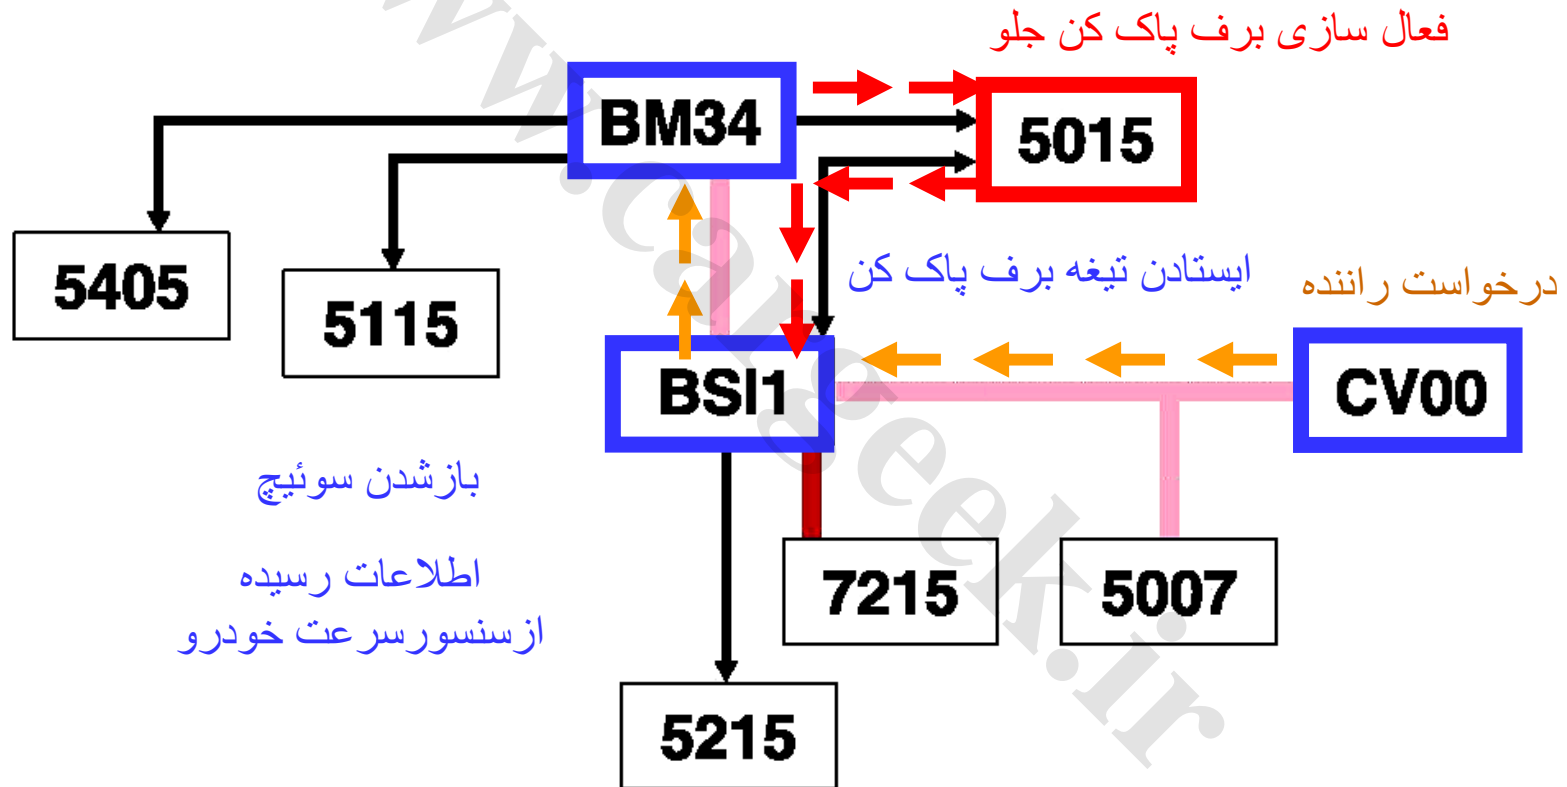 فعال سازی برف پاک کن جلو
BM34
5015
5405
5115
ایستادن تیغه برف پاک کن
درخواست راننده
BSI1
CV00
بازشدن سوئیچ
اطلاعات رسیده
ازسنسورسرعت خودرو
7215
5007
5215
www.cargeek.ir